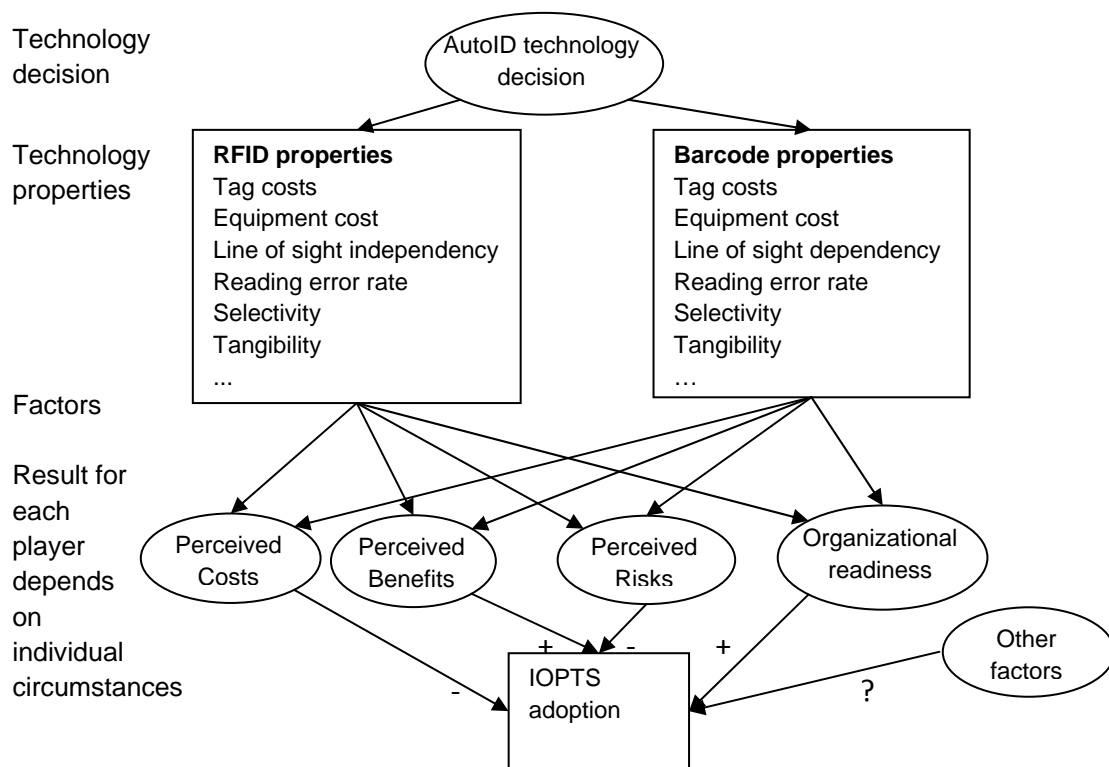 Technology
decision
AutoID technology
decision
Technology
properties
RFID properties
Tag costs
Equipment cost
Line of sight independency
Reading error rate
Selectivity
Tangibility
...
Barcode properties
Tag costs
Equipment cost
Line of sight dependency
Reading error rate
Selectivity
Tangibility
…
Factors
Result for
each
player
depends
on
individual
circumstances
Perceived
Costs
Perceived
Benefits
Perceived
Risks
Organizational
readiness
Other
factors
-
+
-
+
?
IOPTS
adoption